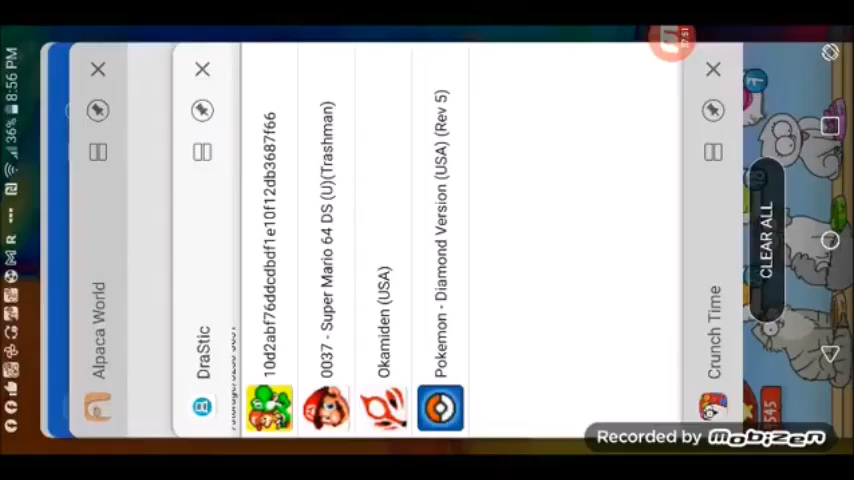 8:56 PM
36%
R
Alpaca World
DraStic
10d2abf76ddcdbdf1e10f12db3687f66
0037 - Super Mario 64 DS (U)(Trashman)
Okamiden (USA)
Pokemon - Diamond Version (USA) (Rev 5)
Crunch Time
CLEAR ALL
545
Recorded by mobizen